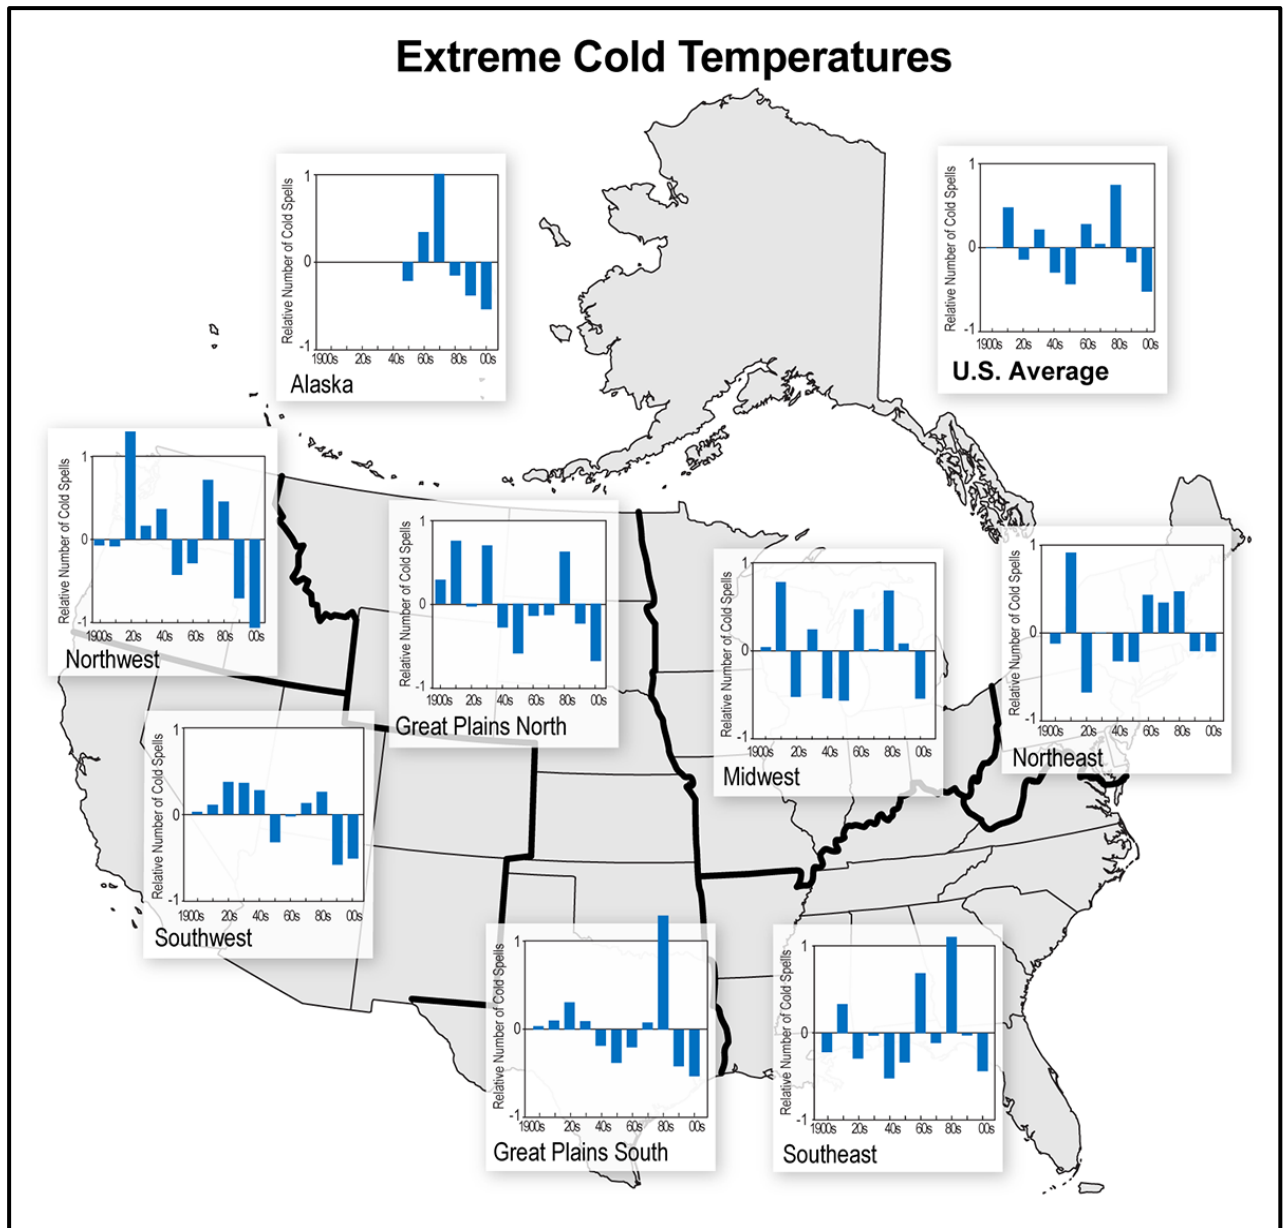 Extreme Cold Temperatures
Relative Number of Cold Spells
1
0
-1
1900s 20s 40s 60s 80s 00s
Alaska
Relative Number of Cold Spells
1
0
-1
1900s 20s 40s 60s 80s 00s
U.S. Average
Relative Number of Cold Spells
1
0
-1
1900s 20s 40s 60s 80s 00s
Northwest
Relative Number of Cold Spells
1
0
-1
1900s 20s 40s 60s 80s 00s
Great Plains North
Relative Number of Cold Spells
1
0
-1
1900s 20s 40s 60s 80s 00s
Midwest
Relative Number of Cold Spells
1
0
-1
1900s 20s 40s 60s 80s 00s
Northeast
Relative Number of Cold Spells
1
0
-1
1900s 20s 40s 60s 80s 00s
Southwest
Relative Number of Cold Spells
1
0
-1
1900s 20s 40s 60s 80s 00s
Great Plains South
Relative Number of Cold Spells
1
0
-1
1900s 20s 40s 60s 80s 00s
Southeast